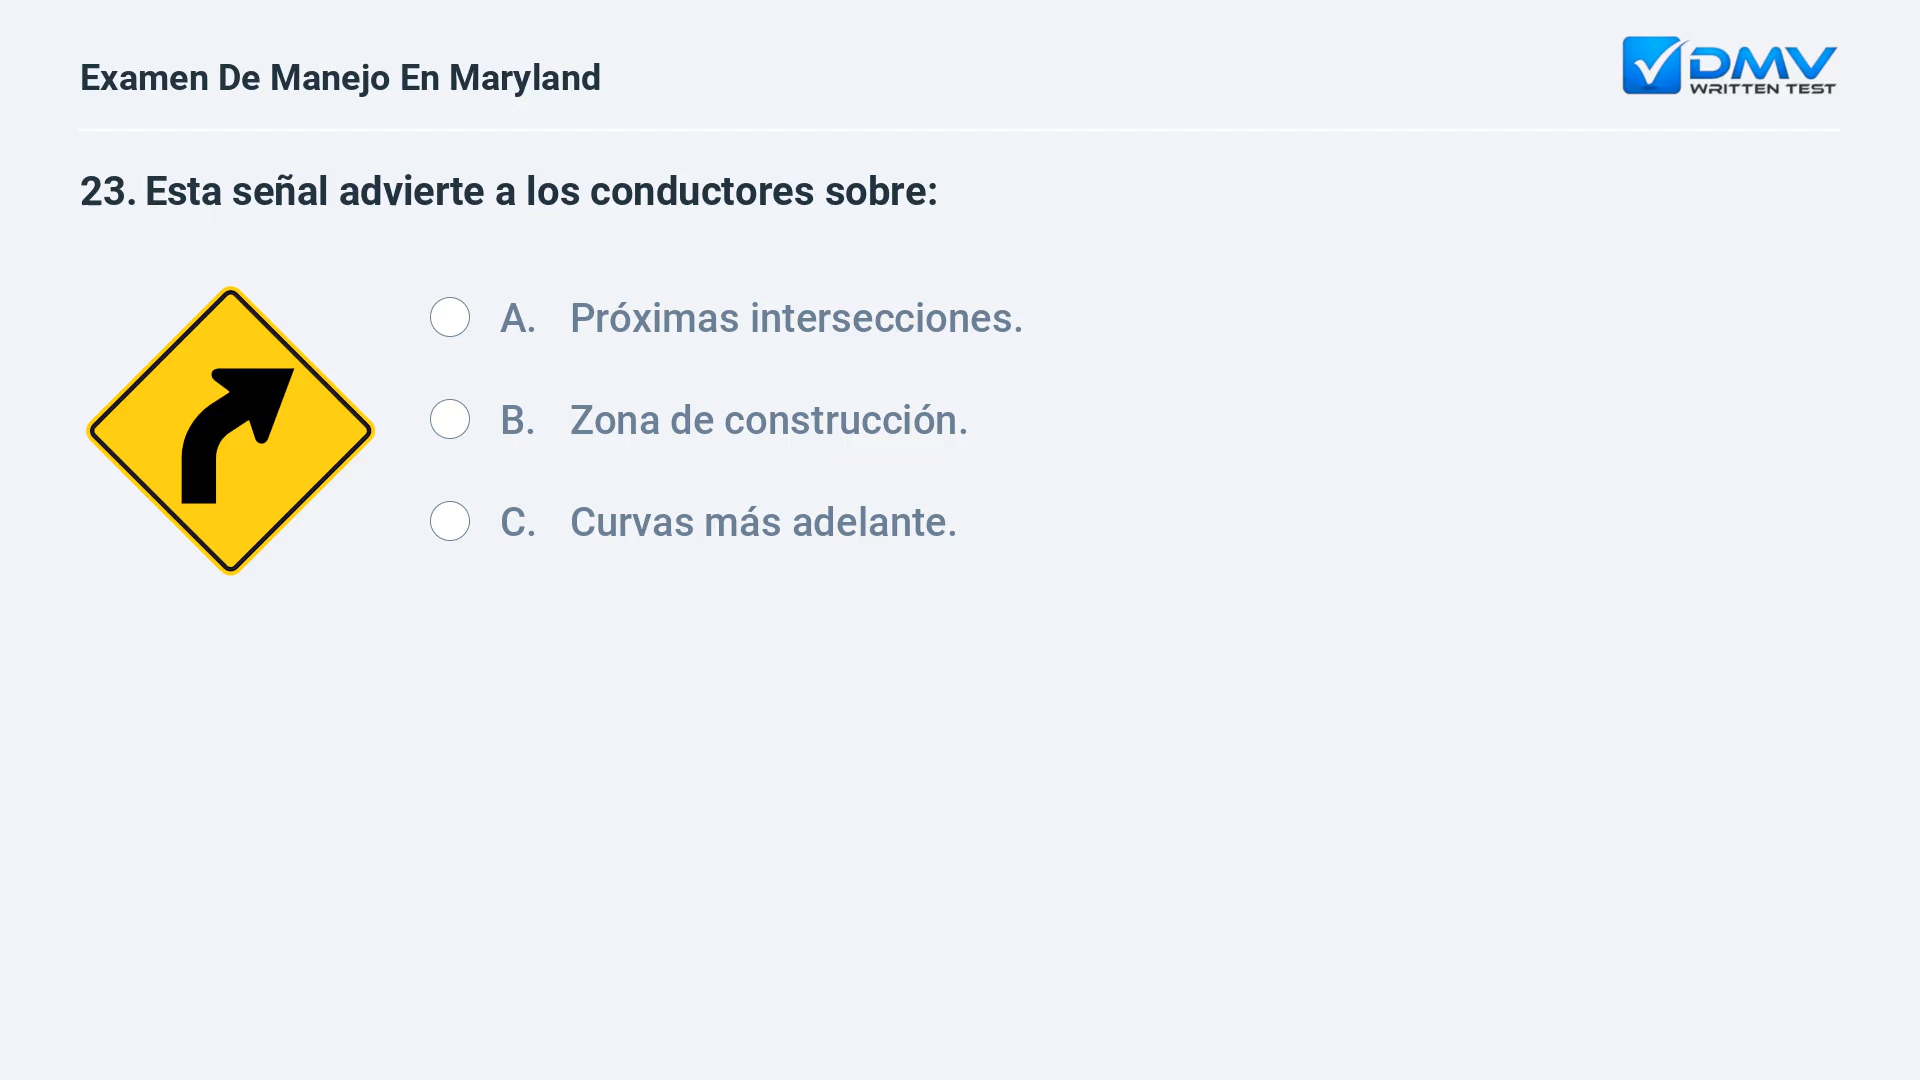 Examen De Manejo En Maryland
DMV
WRITTEN TEST
23. Esta señal advierte a los conductores sobre:
A. Próximas intersecciones.
B. Zona de construcción.
C. Curvas más adelante.